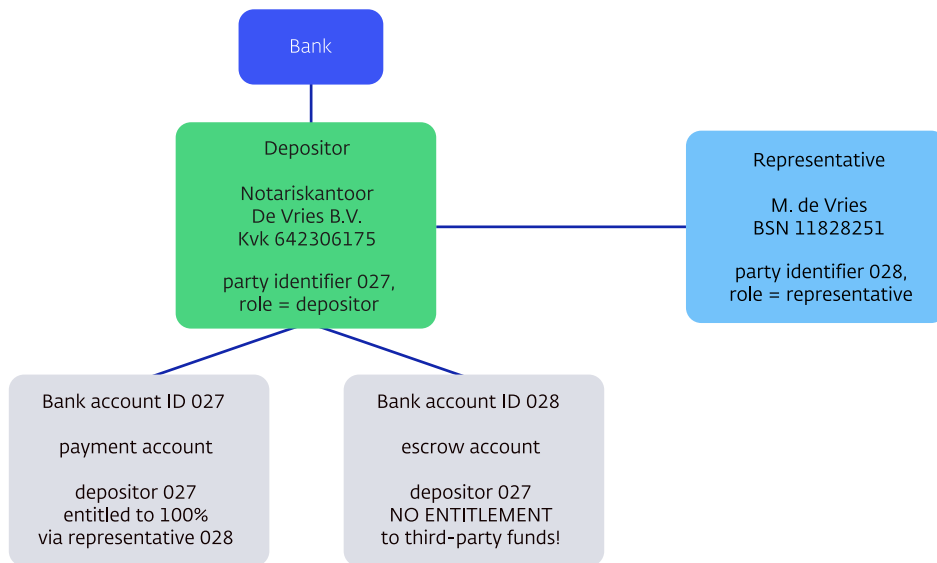 Bank
Depositor
Notariskantoor
De Vries B.V.
Kvk 642306175
party identifier 027,
role = depositor
Representative
M. de Vries
BSN 11828251
party identifier 028,
role = representative
Bank account ID 027
payment account
depositor 027
entitled to 100%
via representative 028
Bank account ID 028
escrow account
depositor 027
NO ENTITLEMENT
to third-party funds!